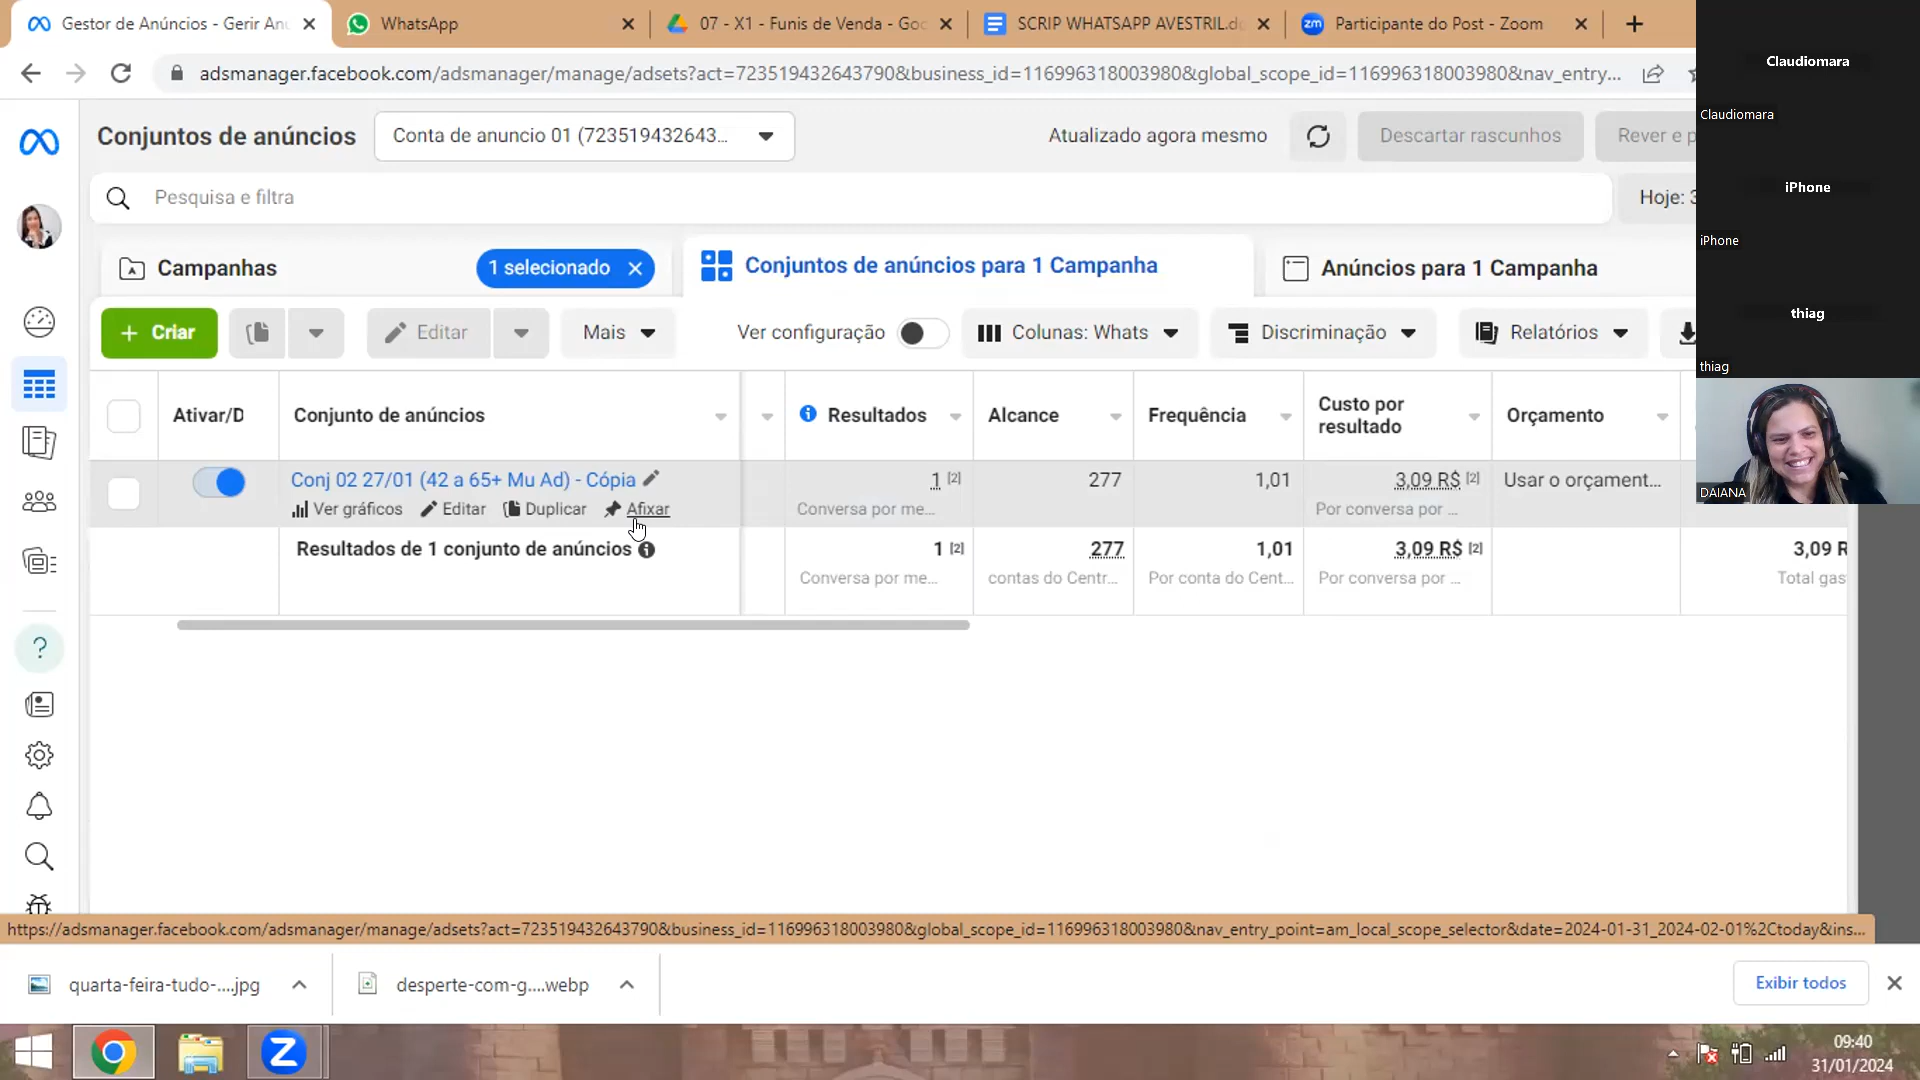 Gestor de Anúncios - Gerir Anú
WhatsApp
07 - X1 - Funis de Venda - Goo
SCRIP WHATSAPP AVESTRIL.do
zm
Participante do Post - Zoom
adsmanager.facebook.com/adsmanager/manage/adsets?act=723519432643790&business_id=116996318003980&global_scope_id=116996318003980&nav_entry...
Conjuntos de anúncios
Conta de anuncio 01 (723519432643...
Atualizado agora mesmo
Descartar rascunhos
Rever e p
Pesquisa e filtra
Hoje: 3
Campanhas
1 selecionado
Conjuntos de anúncios para 1 Campanha
Anúncios para 1 Campanha
+ Criar
Editar
Mais
Ver configuração
Colunas: Whats
Discriminação
Relatórios
Ativar/D
Conjunto de anúncios
Resultados
Alcance
Frequência
Custo por
resultado
Orçamento
Conj 02 27/01 (42 a 65+ Mu Ad) - Cópia
1 [2]
277
1,01
3,09 R$ [2]
Usar o orçament...
Ver gráficos
Editar
Duplicar
Afixar
Conversa por me...
Por conversa por ...
Resultados de 1 conjunto de anúncios
1 [2]
277
1,01
3,09 R$ [2]
3,09 R
Conversa por me...
contas do Centr...
Por conta do Cent...
Por conversa por ...
Total gas
Claudiomara
Claudiomara
iPhone
iPhone
thiag
thiag
DAIANA
https://adsmanager.facebook.com/adsmanager/manage/adsets?act=723519432643790&business_id=116996318003980&global_scope_id=116996318003980&nav_entry_point=am_local_scope_selector&date=2024-01-31_2024-02-01%2Ctoday&ins...
quarta-feira-tudo-....jpg
desperte-com-g....webp
Exibir todos
09:40
31/01/2024